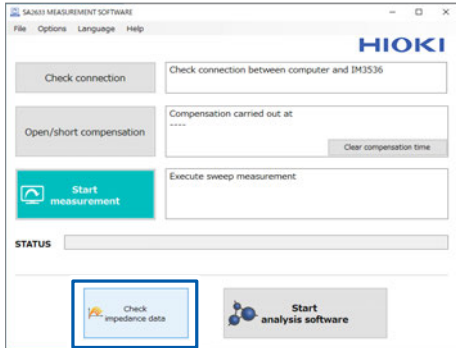 SA2633 MEASUREMENT SOFTWARE
File Options Language Help
HIOKI
Check connection
Check connection between computer and IM3536
Open/short compensation
Compensation carried out at
----
Clear compensation time
Start
measurement
Execute sweep measurement
STATUS
Check
impedance data
Start
analysis software